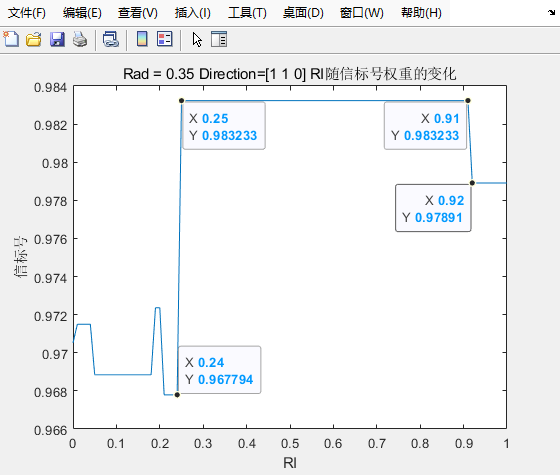 文件(F) 编辑(E) 查看(V) 插入(I) 工具(T) 桌面(D) 窗口(W) 帮助(H)
Rad = 0.35 Direction=[1 1 0] RI随信标号权重的变化
0.984
0.982
0.98
0.978
0.976
0.974
0.972
0.97
0.968
0.966
信标号
X 0.25
Y 0.983233
X 0.91
Y 0.983233
X 0.92
Y 0.97891
X 0.24
Y 0.967794
0 0.1 0.2 0.3 0.4 0.5 0.6 0.7 0.8 0.9 1
RI